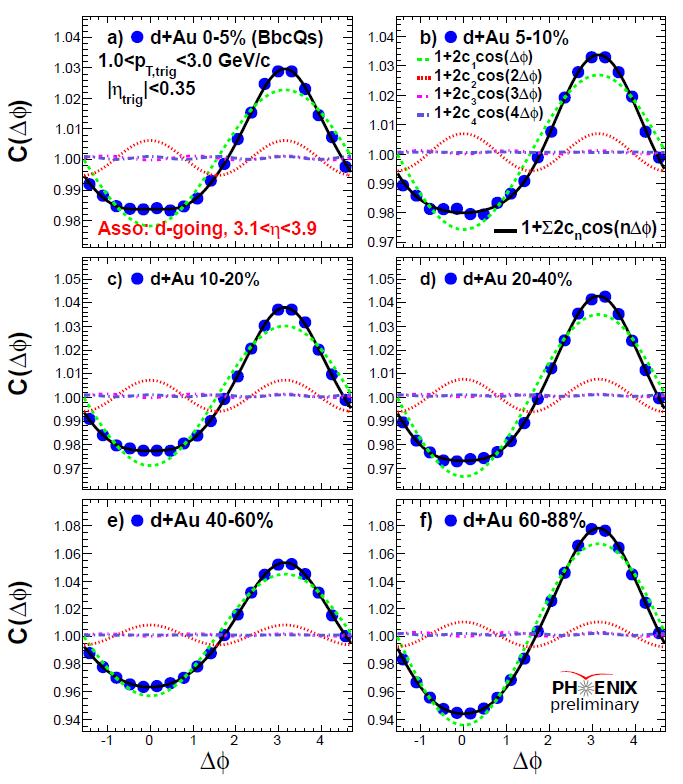 a) d+Au 0-5% (BbcQs)
1.0<p_T,trig<3.0 GeV/c
|η_trig|<0.35
Asso: d-going, 3.1<η<3.9
C(Δϕ)
1.04
1.03
1.02
1.01
1.00
0.99
0.98
b) d+Au 5-10%
1+2c_1cos(Δϕ)
1+2c_2cos(2Δϕ)
1+2c_3cos(3Δϕ)
1+2c_4cos(4Δϕ)
1+Σ2c_ncos(nΔϕ)
1.04
1.03
1.02
1.01
1.00
0.99
0.98
0.97
c) d+Au 10-20%
C(Δϕ)
1.05
1.04
1.03
1.02
1.01
1.00
0.99
0.98
0.97
d) d+Au 20-40%
1.05
1.04
1.03
1.02
1.01
1.00
0.99
0.98
0.97
e) d+Au 40-60%
C(Δϕ)
1.08
1.06
1.04
1.02
1.00
0.98
0.96
0.94
-1 0 1 2 3 4
Δϕ
f) d+Au 60-88%
1.08
1.06
1.04
1.02
1.00
0.98
0.96
0.94
PHENIX
preliminary
-1 0 1 2 3 4
Δϕ